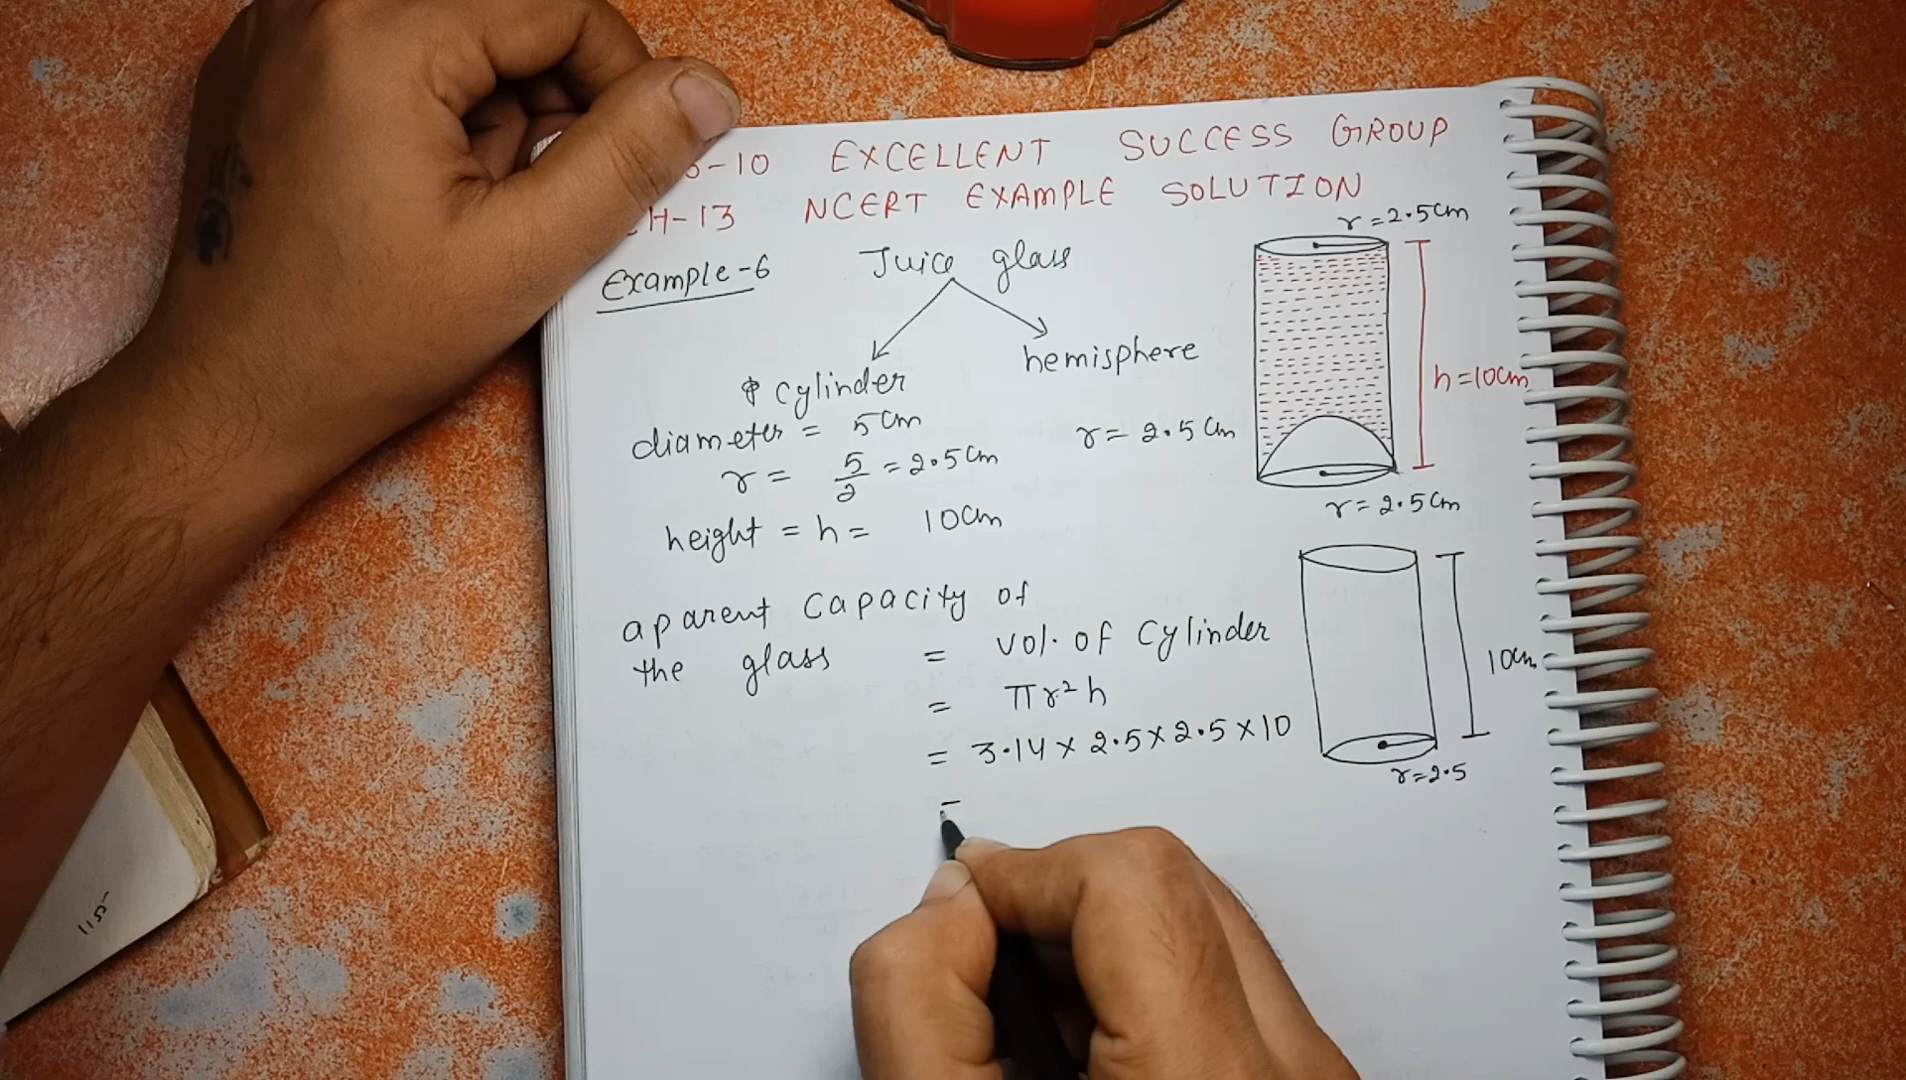 -10 EXCELLENT SUCCESS GROUP
H-13 NCERT EXAMPLE SOLUTION
Example-6 Juice glass
cylinder hemisphere
diameter = 5cm
r = 5/2 = 2.5cm r = 2.5cm
height = h = 10cm
aparent capacity of
the glass = vol. of cylinder
= πr²h
= 3.14 × 2.5 × 2.5 × 10
r = 2.5cm
h = 10cm
r = 2.5cm
10cm
r = 2.5